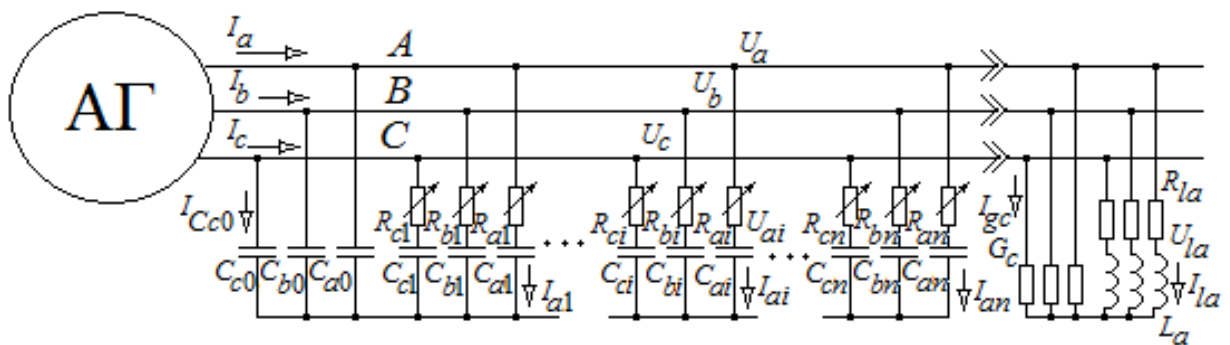 I_a A U_a
АГ I_b B U_b
I_c C U_c
I_Cc0 R_c1 R_b1 R_a1 R_ci R_bi R_ai U_ai R_cn R_bn R_an I_gc R_la
... ... G_c U_la
C_c0 C_b0 C_a0 C_c1 C_b1 C_a1 I_a1 C_ci C_bi C_ai I_ai C_cn C_bn C_an I_an I_la
L_a